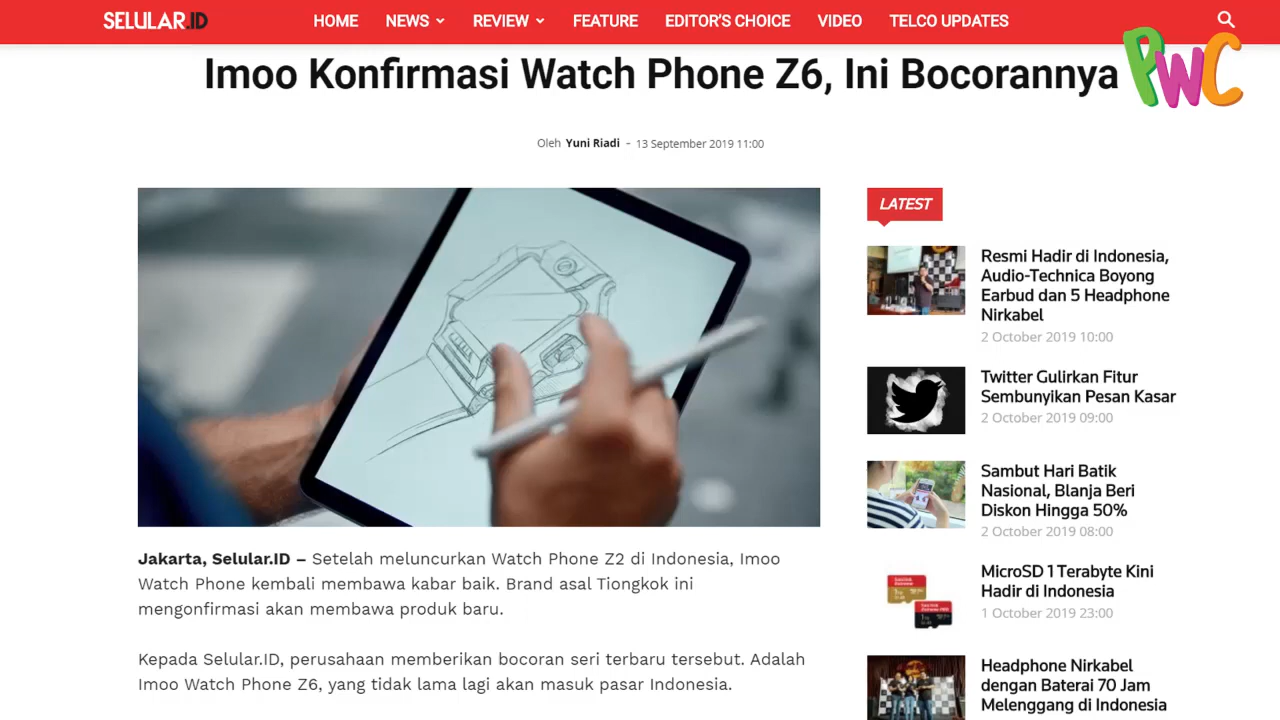 SELULAR.ID
HOME
NEWS
REVIEW
FEATURE
EDITOR'S CHOICE
VIDEO
TELCO UPDATES
PWC
Imoo Konfirmasi Watch Phone Z6, Ini Bocorannya
Oleh Yuni Riadi - 13 September 2019 11:00
Jakarta, Selular.ID – Setelah meluncurkan Watch Phone Z2 di Indonesia, Imoo
Watch Phone kembali membawa kabar baik. Brand asal Tiongkok ini
mengonfirmasi akan membawa produk baru.
Kepada Selular.ID, perusahaan memberikan bocoran seri terbaru tersebut. Adalah
Imoo Watch Phone Z6, yang tidak lama lagi akan masuk pasar Indonesia.
LATEST
Resmi Hadir di Indonesia,
Audio-Technica Boyong
Earbud dan 5 Headphone
Nirkabel
2 October 2019 10:00
Twitter Gulirkan Fitur
Sembunyikan Pesan Kasar
2 October 2019 09:00
Sambut Hari Batik
Nasional, Blanja Beri
Diskon Hingga 50%
2 October 2019 08:00
MicroSD 1 Terabyte Kini
Hadir di Indonesia
1 October 2019 23:00
Headphone Nirkabel
dengan Baterai 70 Jam
Melenggang di Indonesia